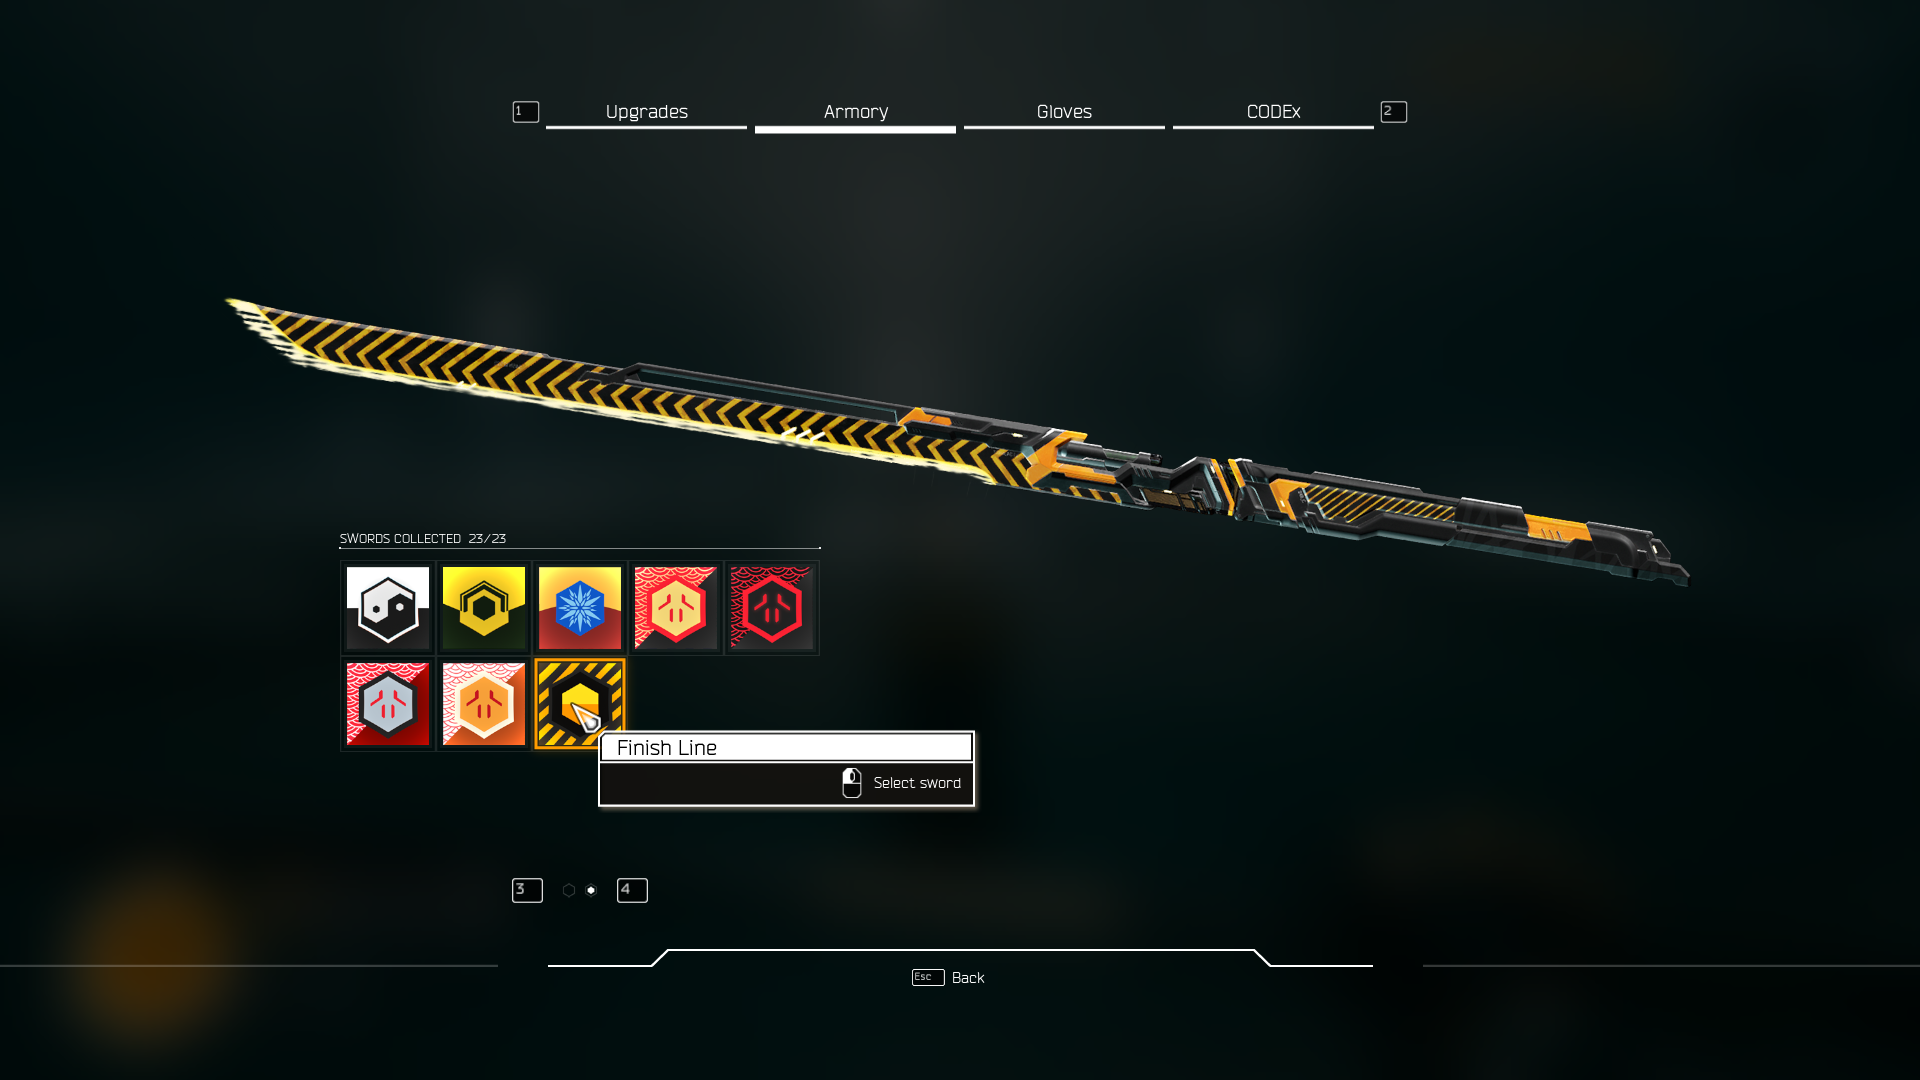 1 Upgrades Armory Gloves CODEx 2
SWORDS COLLECTED 23/23
Finish Line
Select sword
3 4
Esc Back